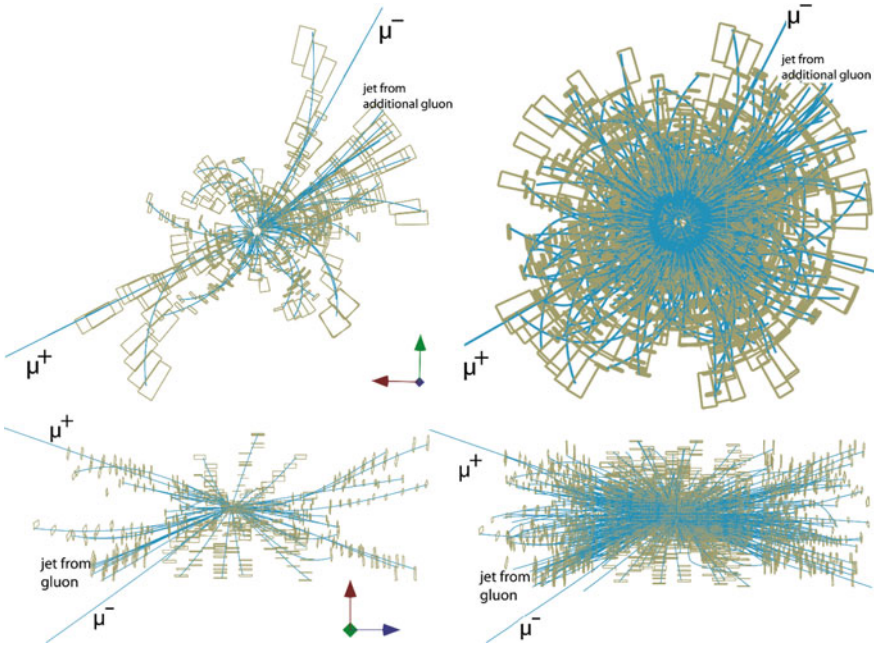 μ−
jet from
additional gluon
μ+
μ−
jet from
additional gluon
μ+
μ+
jet from
gluon
μ−
μ+
jet from
gluon
μ−